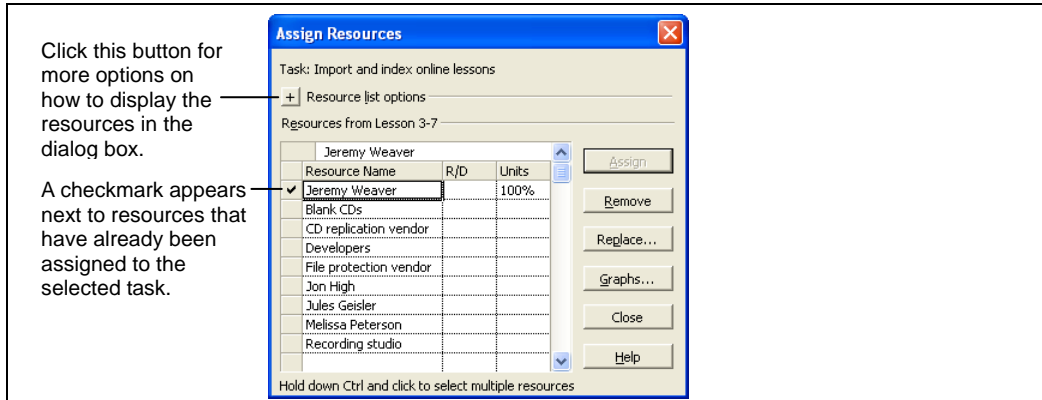 Click this button for
more options on
how to display the
resources in the
dialog box.
A checkmark appears
next to resources that
have already been
assigned to the
selected task.
Assign Resources
Task: Import and index online lessons
+ Resource list options
Resources from Lesson 3-7
Jeremy Weaver
Resource Name R/D Units
Jeremy Weaver 100%
Blank CDs
CD replication vendor
Developers
File protection vendor
Jon High
Jules Geisler
Melissa Peterson
Recording studio
Assign
Remove
Replace...
Graphs...
Close
Help
Hold down Ctrl and click to select multiple resources